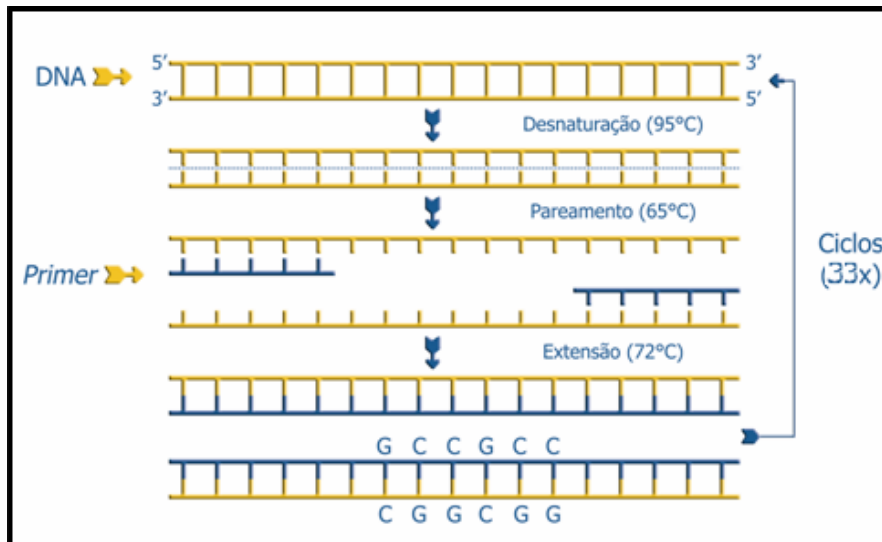 5' 3'
DNA
3' 5'
Desnaturação (95°C)
Pareamento (65°C)
Ciclos
(33x)
Primer
Extensão (72°C)
G C C G C C
C G G C G G